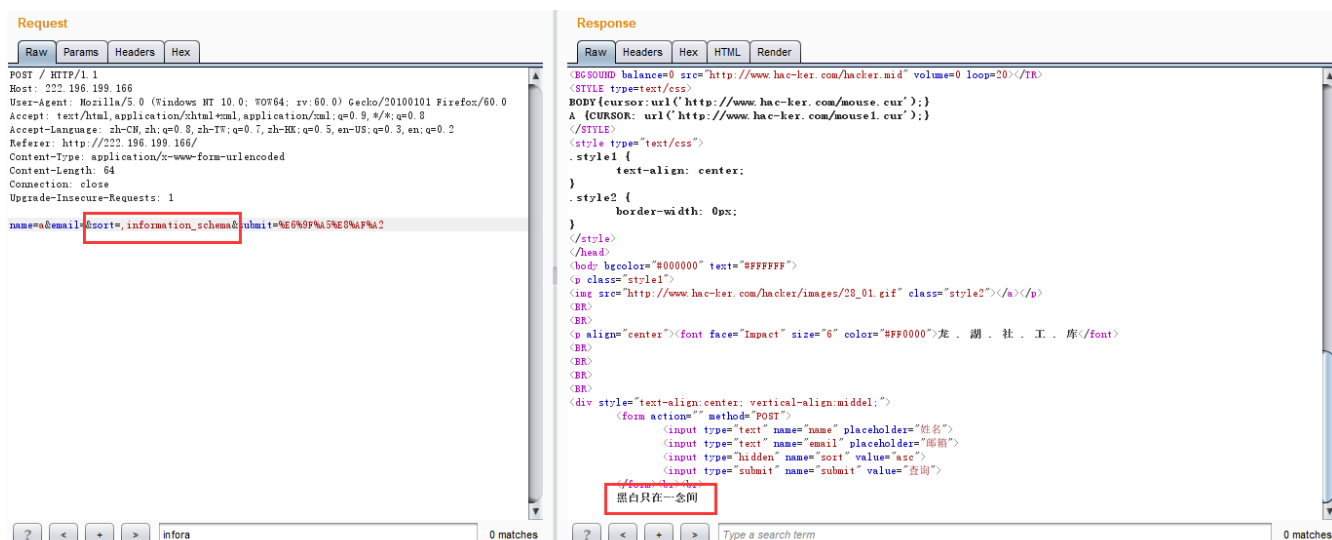 Request
Raw Params Headers Hex
POST / HTTP/1.1
Host: 222.196.199.166
User-Agent: Mozilla/5.0 (Windows NT 10.0; WOW64; rv:60.0) Gecko/20100101 Firefox/60.0
Accept: text/html,application/xhtml+xml,application/xml;q=0.9,*/*;q=0.8
Accept-Language: zh-CN,zh;q=0.8,zh-TW;q=0.7,zh-HK;q=0.5,en-US;q=0.3,en;q=0.2
Referer: http://222.196.199.166/
Content-Type: application/x-www-form-urlencoded
Content-Length: 64
Connection: close
Upgrade-Insecure-Requests: 1
name=a&email=&sort=,information_schema&submit=%E6%9F%A5%E8%AF%A2
? < + > infora 0 matches
Response
Raw Headers Hex HTML Render
<BGSOUND balance=0 src="http://www.hac-ker.com/hacker.mid" volume=0 loop=20></TR>
<STYLE type=text/css>
BODY{cursor:url('http://www.hac-ker.com/mouse.cur');}
A {CURSOR: url('http://www.hac-ker.com/mouse1.cur');}
</STYLE>
<style type="text/css">
.style1 {
text-align: center;
}
.style2 {
border-width: 0px;
}
</style>
</head>
<body bgcolor="#000000" text="#FFFFFF">
<p class="style1">
<img src="http://www.hac-ker.com/hacker/images/28_01.gif" class="style2"></a></p>
<BR>
<BR>
<p align="center"><font face="Impact" size="6" color="#FF0000">龙 . 湖 . 社 . 工 . 库</font>
<BR>
<BR>
<BR>
<BR>
<div style="text-align:center; vertical-align:middel;">
<form action="" method="POST">
<input type="text" name="name" placeholder="姓名">
<input type="text" name="email" placeholder="邮箱">
<input type="hidden" name="sort" value="asc">
<input type="submit" name="submit" value="查询">
</form><br><br>
黑白只在一念间
? < + > Type a search term 0 matches